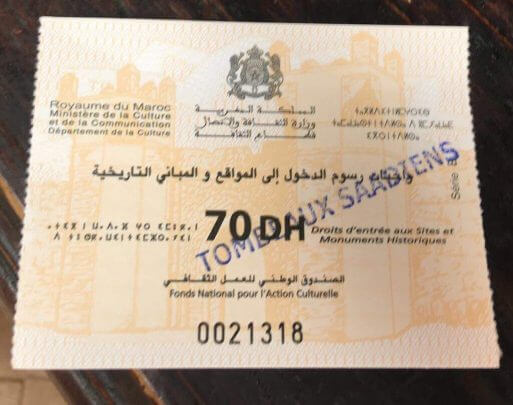 Royaume du Maroc
Ministère de la Culture
et de la Communication
Département de la Culture
المملكة المغربية
وزارة الثقافة والاتصال
قطاع الثقافة
واجبات رسوم الدخول إلى المواقع و المباني التاريخية
70 DH
Droits d'entrée aux Sites et
Monuments Historiques
TOMBEAUX SAADIENS
Série
الصندوق الوطني للعمل الثقافي
Fonds National pour l'Action Culturelle
0021318